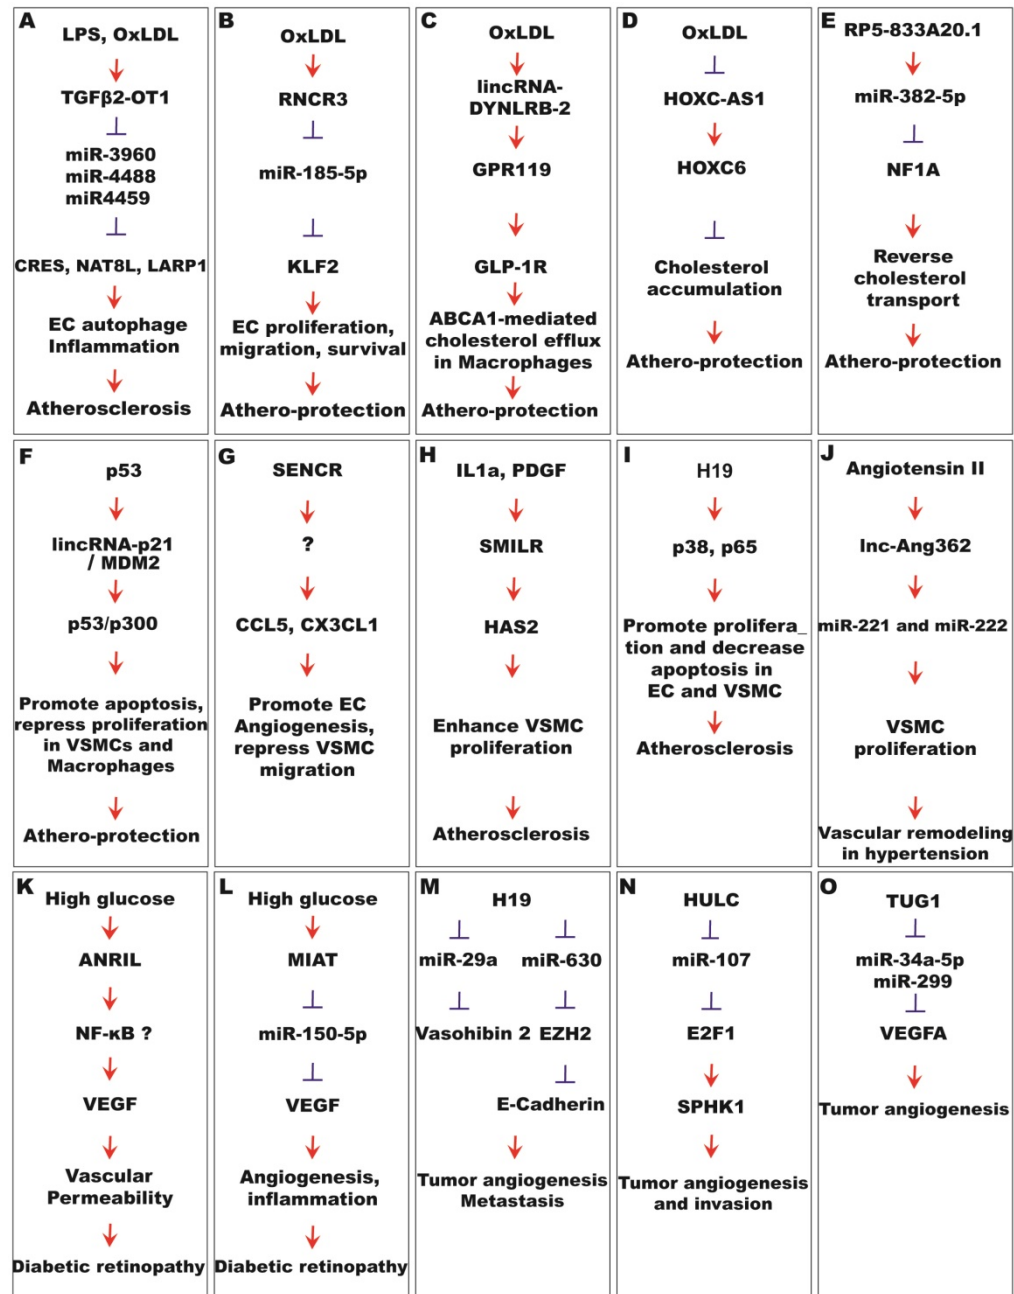 A
LPS, OxLDL
TGFβ2-OT1
miR-3960
miR-4488
miR4459
CRES, NAT8L, LARP1
EC autophage
Inflammation
Atherosclerosis
B
OxLDL
RNCR3
miR-185-5p
KLF2
EC proliferation,
migration, survival
Athero-protection
C
OxLDL
lincRNA-
DYNLRB-2
GPR119
GLP-1R
ABCA1-mediated
cholesterol efflux
in Macrophages
Athero-protection
D
OxLDL
HOXC-AS1
HOXC6
Cholesterol
accumulation
Athero-protection
E
RP5-833A20.1
miR-382-5p
NF1A
Reverse
cholesterol
transport
Athero-protection
F
p53
lincRNA-p21
/ MDM2
p53/p300
Promote apoptosis,
repress proliferation
in VSMCs and
Macrophages
Athero-protection
G
SENCR
?
CCL5, CX3CL1
Promote EC
Angiogenesis,
repress VSMC
migration
H
IL1a, PDGF
SMILR
HAS2
Enhance VSMC
proliferation
Atherosclerosis
I
H19
p38, p65
Promote prolifera_
tion and decrease
apoptosis in
EC and VSMC
Atherosclerosis
J
Angiotensin II
lnc-Ang362
miR-221 and miR-222
VSMC
proliferation
Vascular remodeling
in hypertension
K
High glucose
ANRIL
NF-κB ?
VEGF
Vascular
Permeability
Diabetic retinopathy
L
High glucose
MIAT
miR-150-5p
VEGF
Angiogenesis,
inflammation
Diabetic retinopathy
M
H19
miR-29a miR-630
Vasohibin 2 EZH2
E-Cadherin
Tumor angiogenesis
Metastasis
N
HULC
miR-107
E2F1
SPHK1
Tumor angiogenesis
and invasion
O
TUG1
miR-34a-5p
miR-299
VEGFA
Tumor angiogenesis